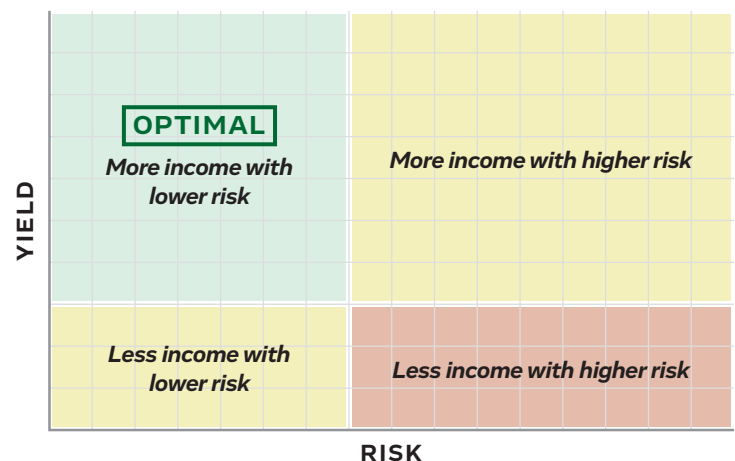 OPTIMAL
More income with
lower risk
More income with higher risk
YIELD
Less income with
lower risk
Less income with higher risk
RISK